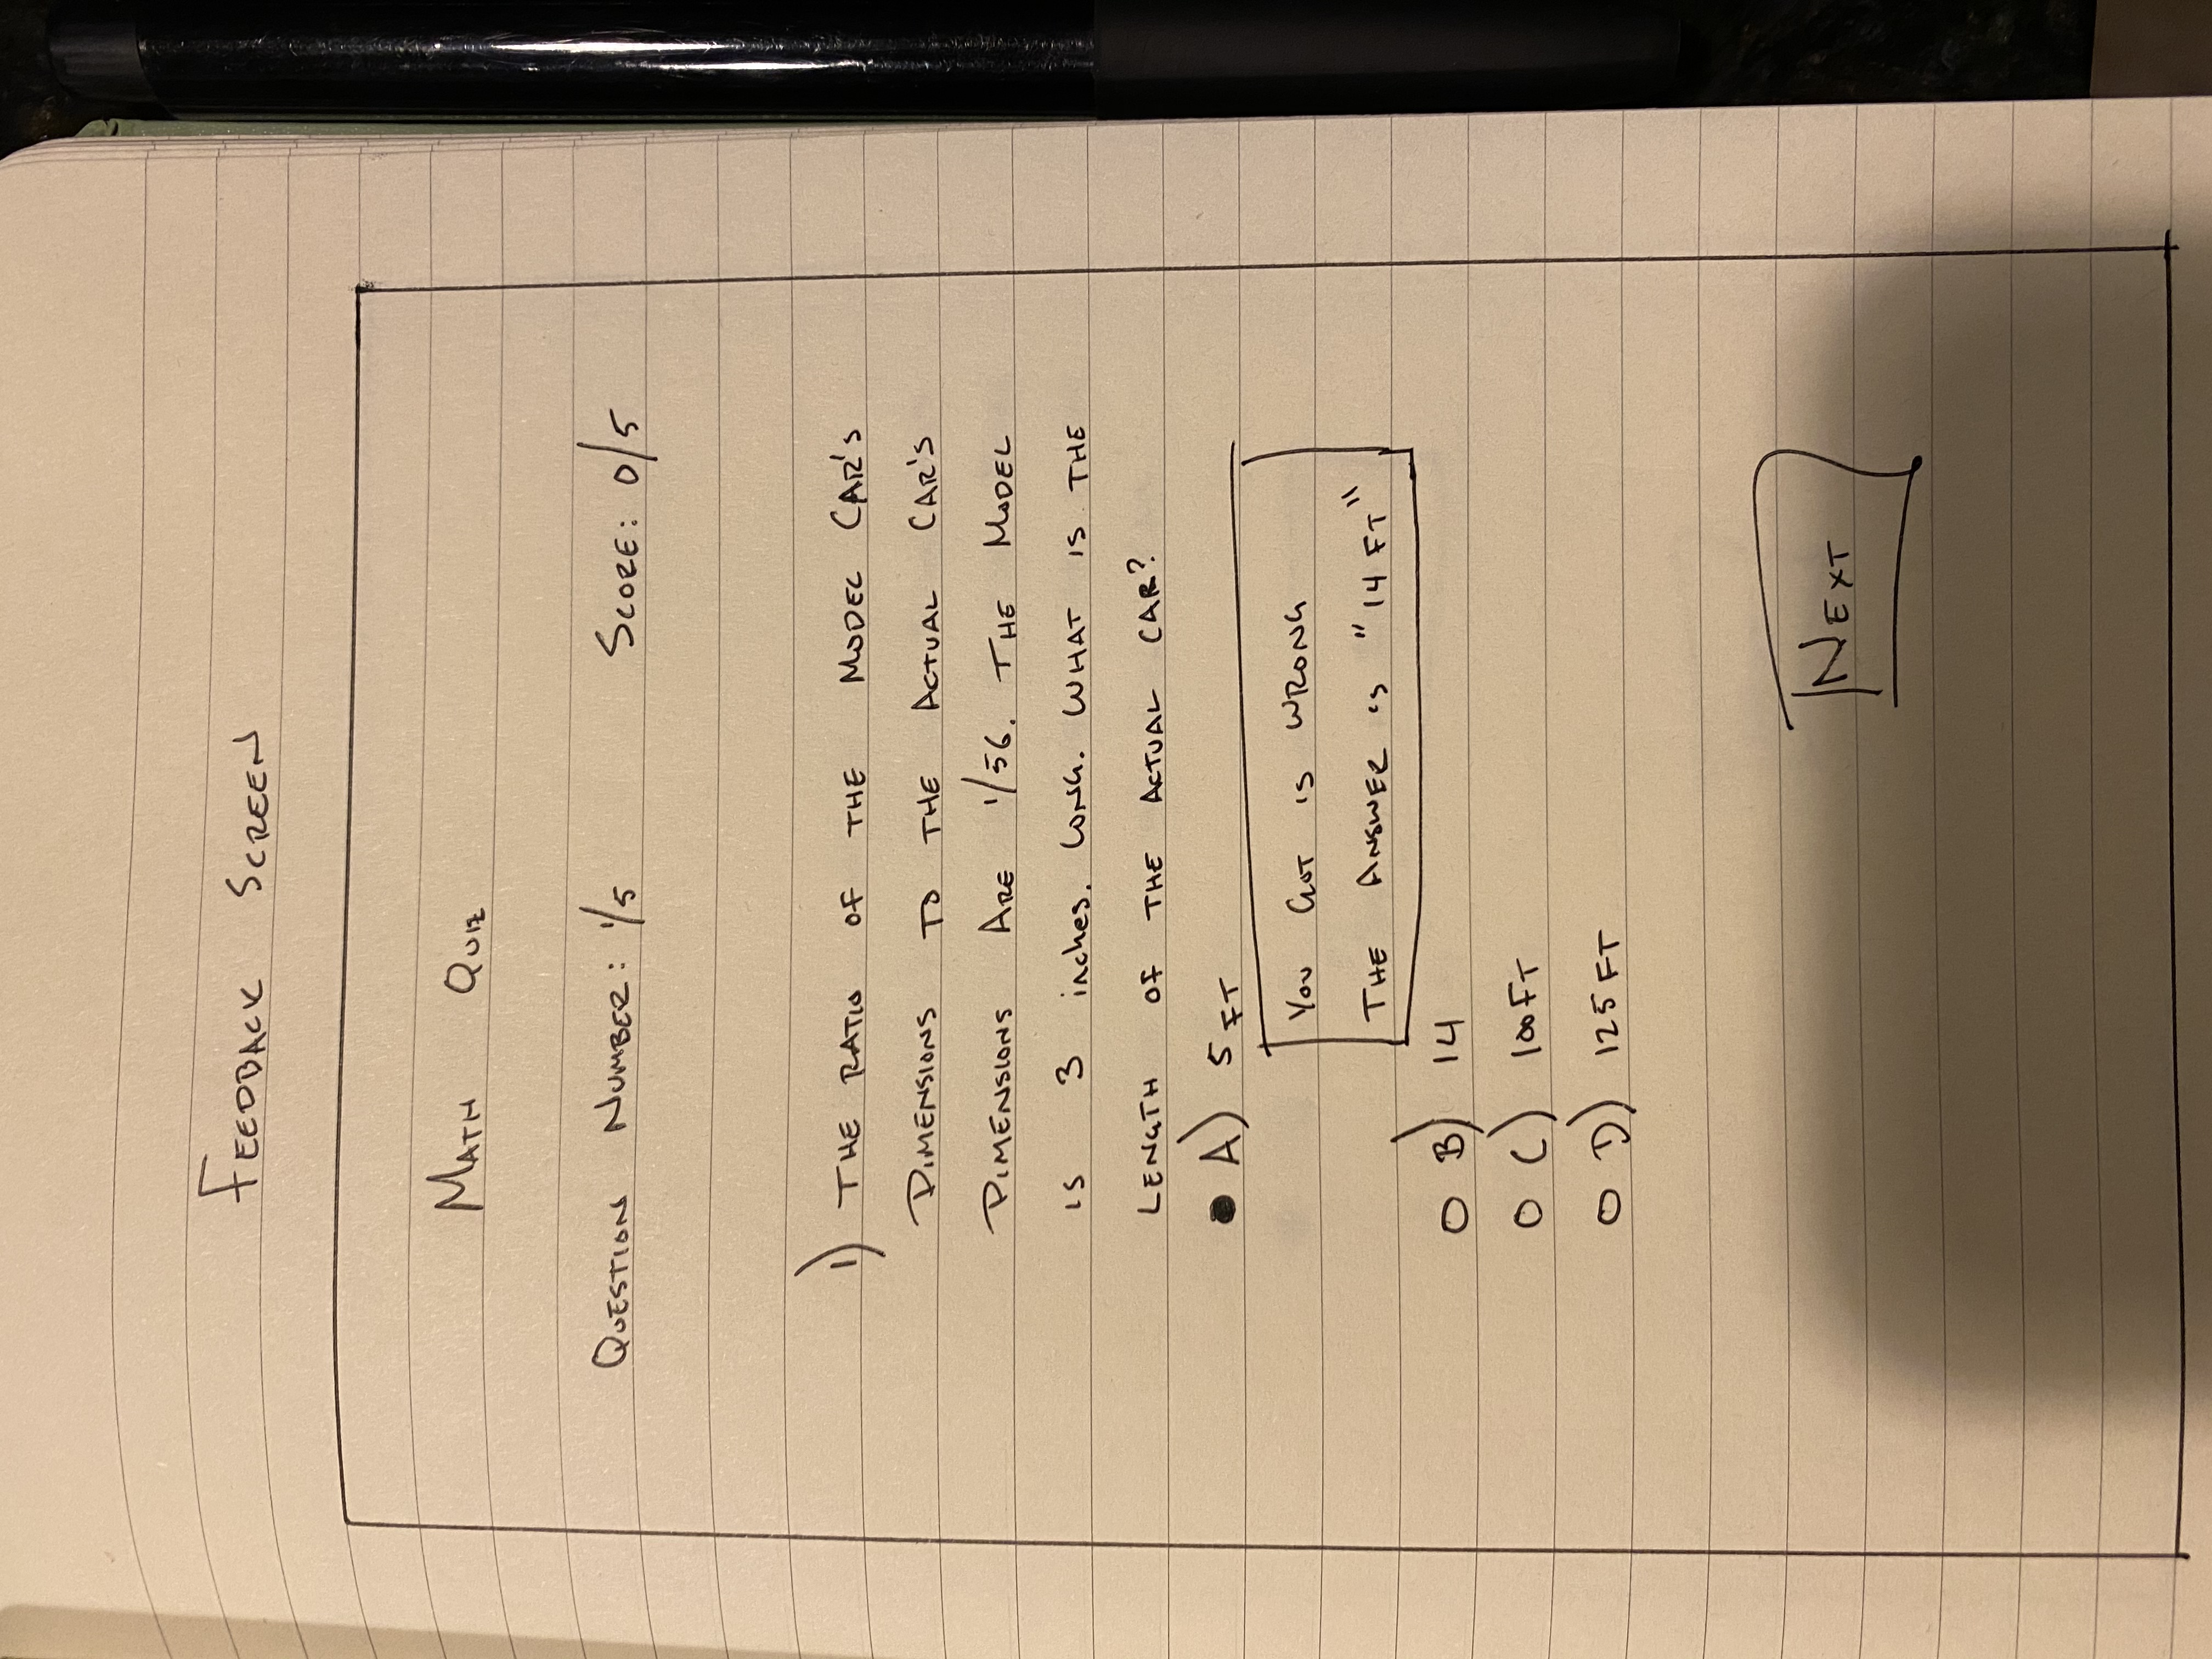 FEEDBACK SCREEN
MATH QUIZ
QUESTION NUMBER: 1/5 SCORE: 0/5
1) THE RATIO OF THE MODEL CAR'S
DIMENSIONS TO THE ACTUAL CAR'S
DIMENSIONS ARE 1/56. THE MODEL
IS 3 inches. LONG. WHAT IS THE
LENGTH OF THE ACTUAL CAR?
A) 5 FT
YOU GOT IS WRONG
THE ANSWER IS "14 FT"
B) 14
C) 100 FT
D) 125 FT
NEXT